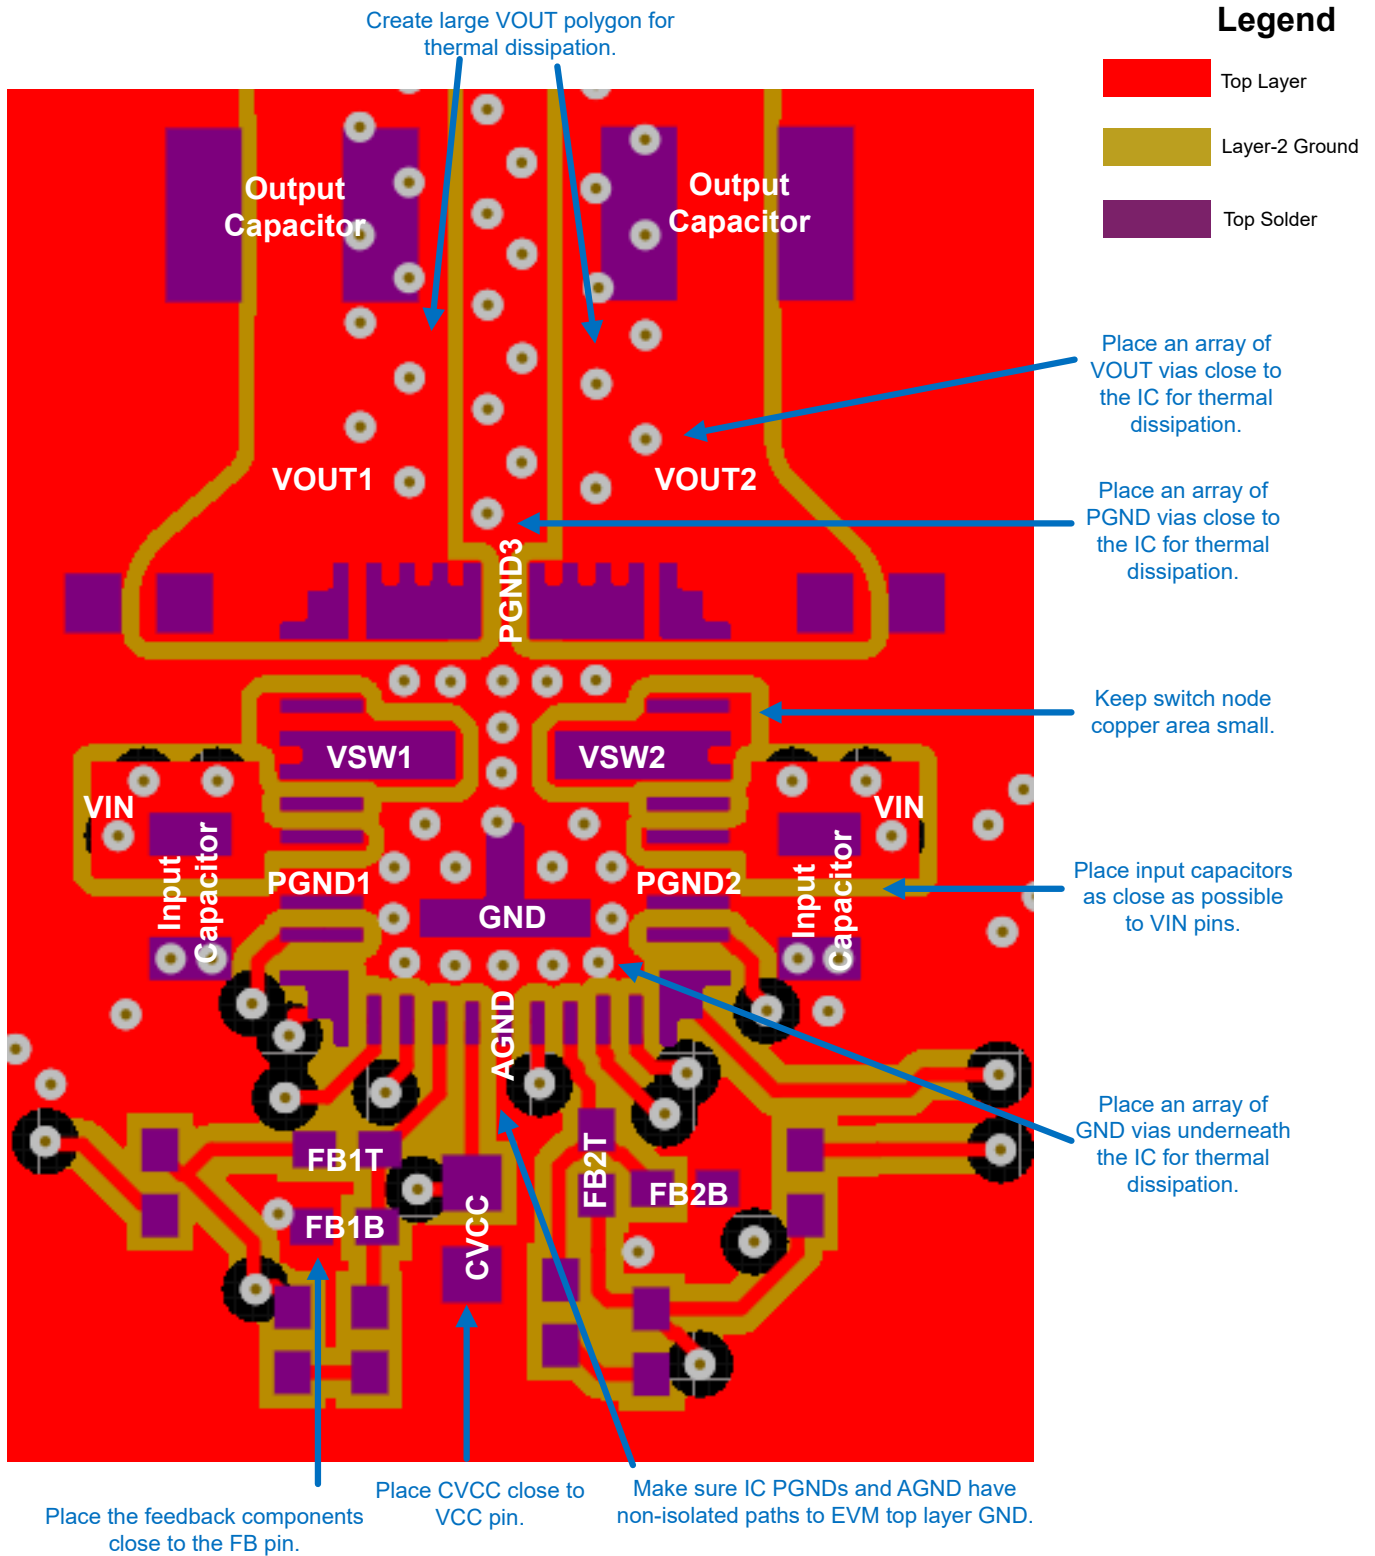 Create large VOUT polygon for
thermal dissipation.
Legend
Top Layer
Layer-2 Ground
Top Solder
Output
Capacitor
Output
Capacitor
Place an array of
VOUT vias close to
the IC for thermal
dissipation.
VOUT1
VOUT2
Place an array of
PGND vias close to
the IC for thermal
dissipation.
PGND3
Keep switch node
copper area small.
VSW1
VSW2
VIN
VIN
Input
Capacitor
Input
Capacitor
PGND1
PGND2
GND
Place input capacitors
as close as possible
to VIN pins.
AGND
Place an array of
GND vias underneath
the IC for thermal
dissipation.
FB1T
FB2T
FB2B
FB1B
CVCC
Place the feedback components
close to the FB pin.
Place CVCC close to
VCC pin.
Make sure IC PGNDs and AGND have
non-isolated paths to EVM top layer GND.